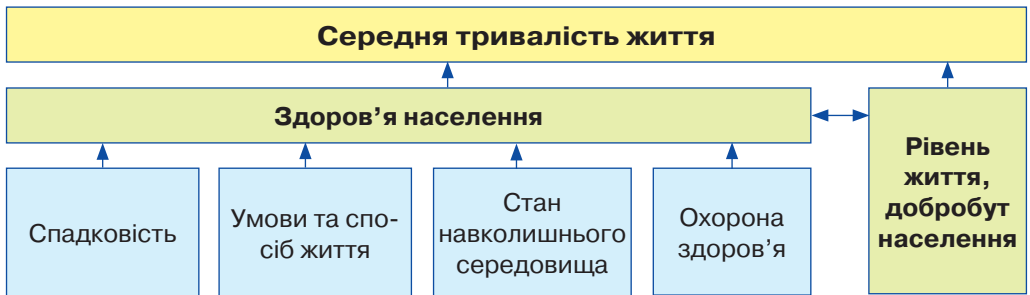 Середня тривалість життя
Здоров’я населення
Спадковість
Умови та спо-
сіб життя
Стан
навколишнього
середовища
Охорона
здоров’я
Рівень
життя,
добробут
населення